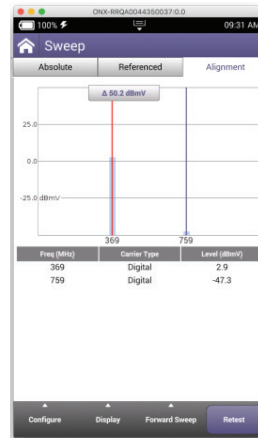 ONX-RRQA0044350037:0.0
100% 09:31 AM
Sweep
Absolute Referenced Alignment
Δ 50.2 dBmV
25.0
0.0
-25.0 dBmV
369 759
Freq (MHz) Carrier Type Level (dBmV)
369 Digital 2.9
759 Digital -47.3
Configure Display Forward Sweep Retest